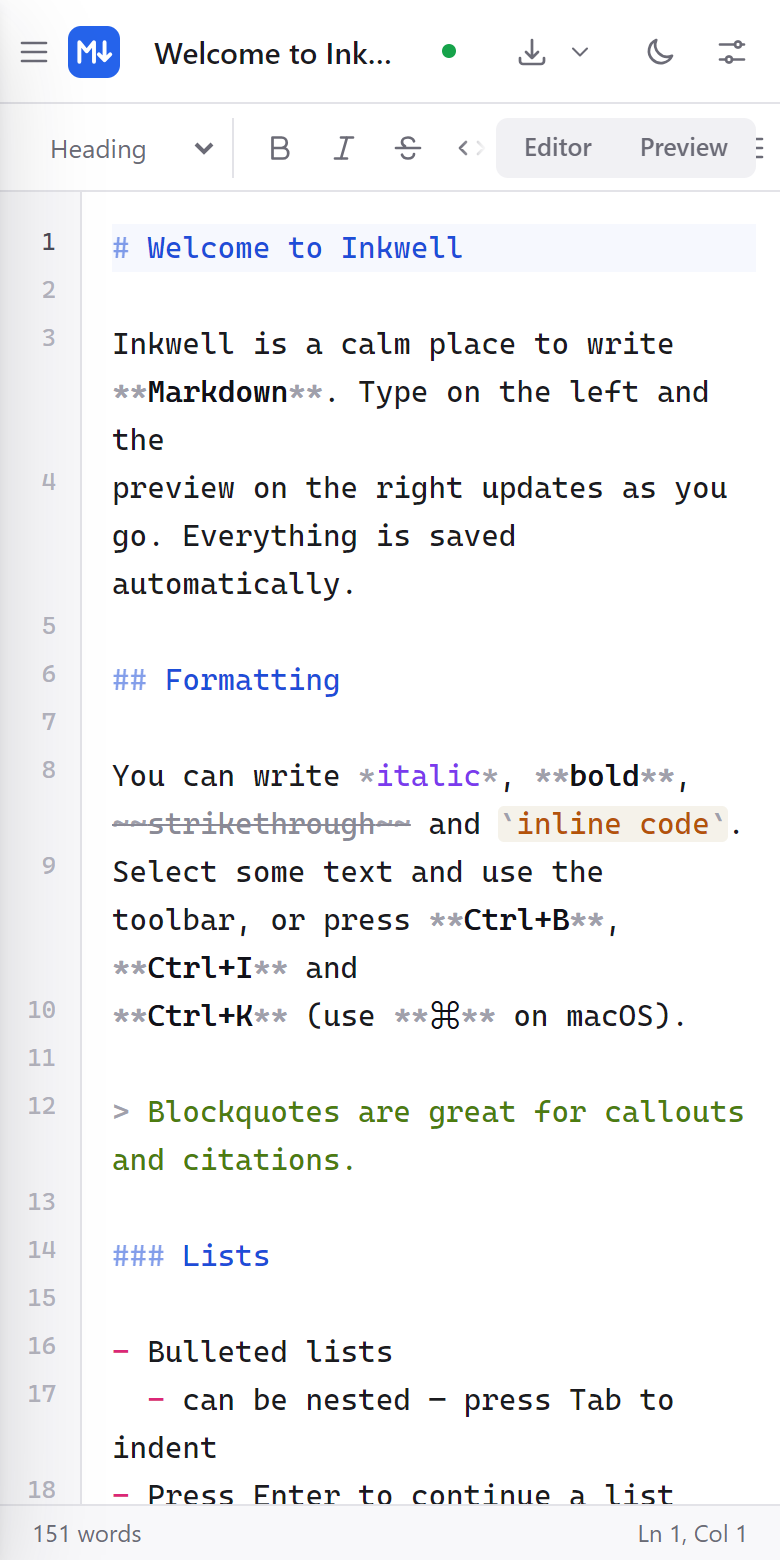 M↓ Welcome to Ink...
Heading B I S <> Editor Preview
1 # Welcome to Inkwell
2
3 Inkwell is a calm place to write
**Markdown**. Type on the left and
the
4 preview on the right updates as you
go. Everything is saved
automatically.
5
6 ## Formatting
7
8 You can write *italic*, **bold**,
~~strikethrough~~ and `inline code`.
9 Select some text and use the
toolbar, or press **Ctrl+B**,
**Ctrl+I** and
10 **Ctrl+K** (use **⌘** on macOS).
11
12 > Blockquotes are great for callouts
and citations.
13
14 ### Lists
15
16 - Bulleted lists
17   - can be nested — press Tab to
indent
18 - Press Enter to continue a list
151 words Ln 1, Col 1